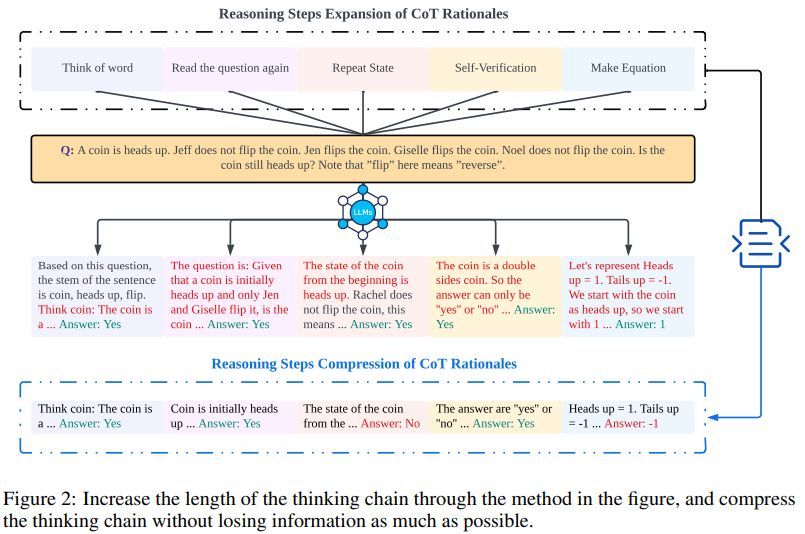 Reasoning Steps Expansion of CoT Rationales
Think of word
Read the question again
Repeat State
Self-Verification
Make Equation
Q: A coin is heads up. Jeff does not flip the coin. Jen flips the coin. Giselle flips the coin. Noel does not flip the coin. Is the
coin still heads up? Note that ”flip” here means ”reverse”.
LLMs
Based on this question,
the stem of the sentence
is coin, heads up, flip.
Think coin: The coin is
a ... Answer: Yes
The question is: Given
that a coin is initially
heads up and only Jen
and Giselle flip it, is the
coin ... Answer: Yes
The state of the coin
from the beginning is
heads up. Rachel does
not flip the coin, this
means ... Answer: Yes
The coin is a double
sides coin. So the
answer can only be
"yes" or "no" ... Answer:
Yes
Let's represent Heads
up = 1. Tails up = -1.
We start with the coin
as heads up, so we start
with 1 ... Answer: 1
Reasoning Steps Compression of CoT Rationales
Think coin: The coin is
a ... Answer: Yes
Coin is initially heads
up ... Answer: Yes
The state of the coin
from the ... Answer: No
The answer are "yes" or
"no" ... Answer: Yes
Heads up = 1. Tails up
= -1 ... Answer: -1
Figure 2: Increase the length of the thinking chain through the method in the figure, and compress
the thinking chain without losing information as much as possible.